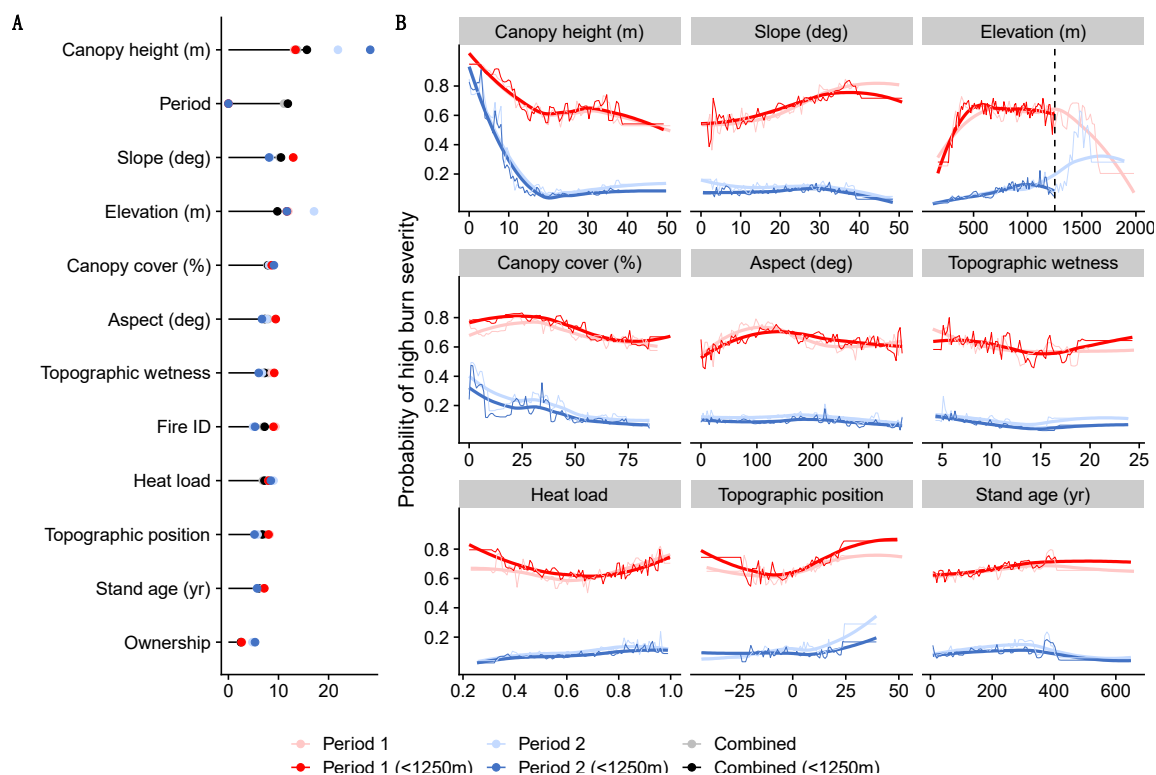 A
Canopy height (m)
Period
Slope (deg)
Elevation (m)
Canopy cover (%)
Aspect (deg)
Topographic wetness
Fire ID
Heat load
Topographic position
Stand age (yr)
Ownership
0 10 20
B
Probability of high burn severity
Canopy height (m) Slope (deg) Elevation (m)
0.8
0.6
0.4
0.2
0 10 20 30 40 50 0 10 20 30 40 50 500 1000 1500 2000
Canopy cover (%) Aspect (deg) Topographic wetness
0.8
0.6
0.4
0.2
0 25 50 75 0 100 200 300 5 10 15 20 25
Heat load Topographic position Stand age (yr)
0.8
0.6
0.4
0.2
0.2 0.4 0.6 0.8 1.0 −25 0 25 50 0 200 400 600
Period 1 Period 2 Combined
Period 1 (<1250m) Period 2 (<1250m) Combined (<1250m)